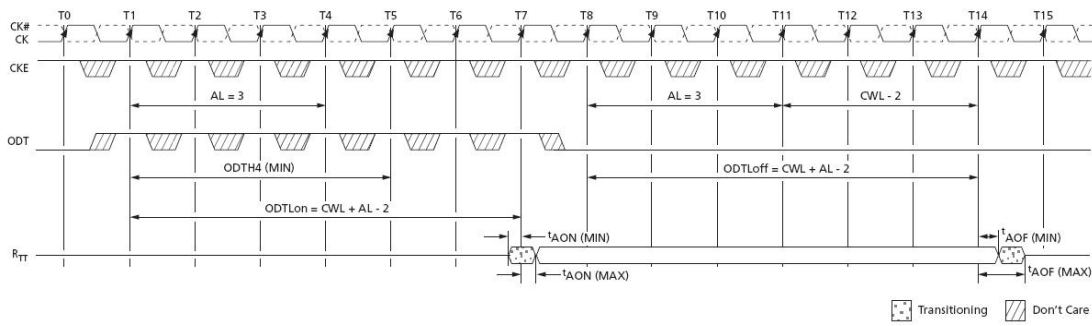 T0 T1 T2 T3 T4 T5 T6 T7 T8 T9 T10 T11 T12 T13 T14 T15
CK#
CK
CKE
AL = 3 AL = 3 CWL - 2
ODT
ODTH4 (MIN) ODTLoff = CWL + AL - 2
ODTLon = CWL + AL - 2
tAON (MIN) tAOF (MIN)
RTT
tAON (MAX) tAOF (MAX)
Transitioning Don't Care